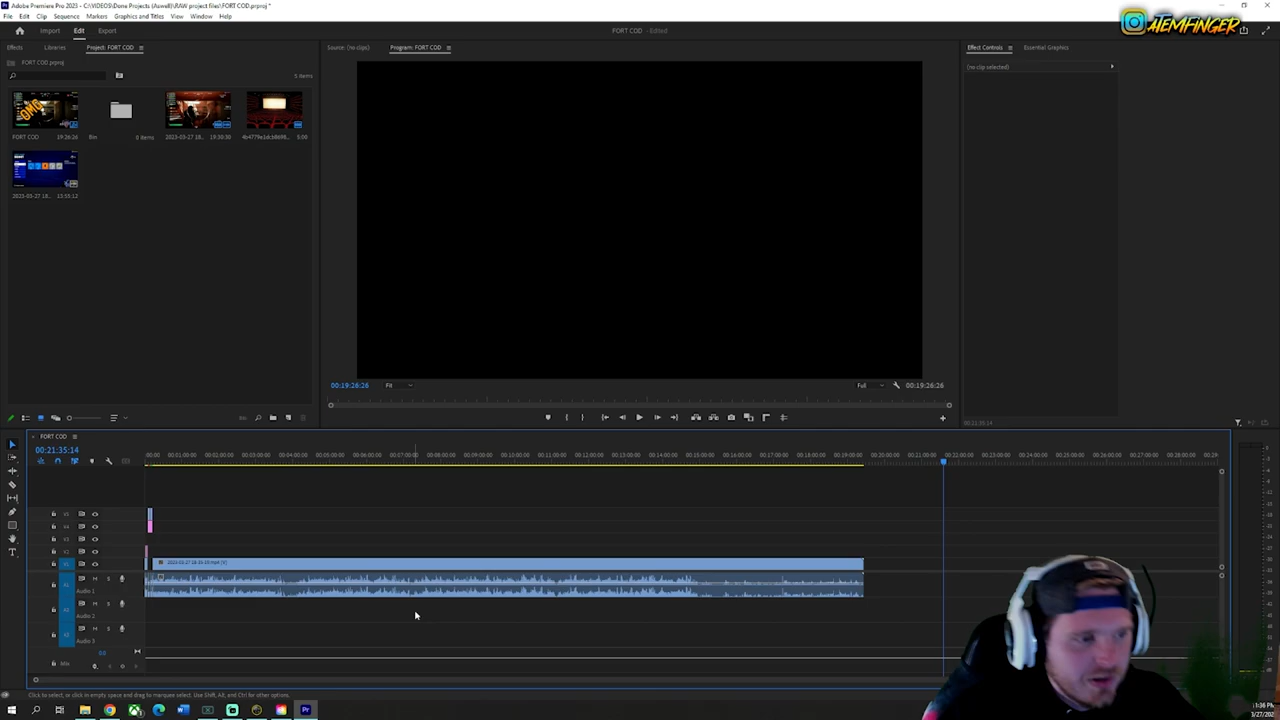 Adobe Premiere Pro 2023 - C:\VIDEOS\Done Projects (Axwell)\RAW project files\FORT COD.prproj *
File Edit Clip Sequence Markers Graphics and Titles View Window Help
ATEMFINGER
Import Edit Export
FORT COD - Edited
Effects Libraries Project: FORT COD
Source: (no clips) Program: FORT COD
Effect Controls Essential Graphics
FORT COD.prproj
(no clip selected)
5 items
OMG
FORT COD 19:26:26
Bin 0 items
2023-03-27 18... 19:30:30
5:00
2023-03-27 18... 13:55:12
00:19:26:26 Fit Full 00:19:26:26
00:21:35:14
FORT COD
00:21:35:14
:00:00 00:01:00:00 00:02:00:00 00:03:00:00 00:04:00:00 00:05:00:00 00:06:00:00 00:07:00:00 00:08:00:00 00:09:00:00 00:10:00:00 00:11:00:00 00:12:00:00 00:13:00:00 00:14:00:00 00:15:00:00 00:16:00:00 00:17:00:00 00:18:00:00 00:19:00:00 00:20:00:00 00:21:00:00 00:22:00:00 00:23:00:00 00:24:00:00 00:25:00:00 00:26:00:00 00:27:00:00 00:28:00:00 00:29
V5
V4
V3
V2
V1
A1 M S
Audio 1
A2 M S
Audio 2
A3 M S
Audio 3
0.0
Mix
Click to select, or click in empty space and drag to marquee select. Use Shift, Alt, and Ctrl for other options.